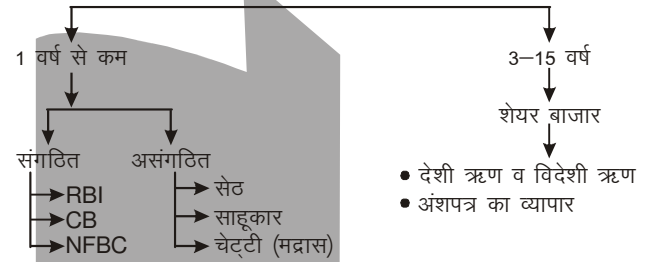 1 वर्ष से कम
3–15 वर्ष
शेयर बाजार
संगठित
असंगठित
RBI
CB
NFBC
सेठ
साहूकार
चेट्टी (मद्रास)
● देशी ऋण व विदेशी ऋण
● अंशपत्र का व्यापार